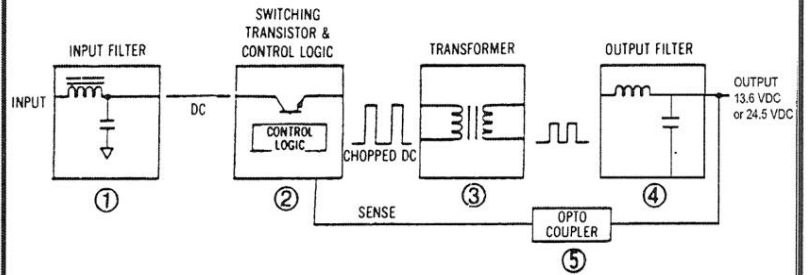 SWITCHING
TRANSISTOR &
CONTROL LOGIC
INPUT FILTER
TRANSFORMER
OUTPUT FILTER
INPUT
DC
CONTROL
LOGIC
CHOPPED DC
OUTPUT
13.6 VDC
or 24.5 VDC
①
②
③
④
SENSE
OPTO
COUPLER
⑤